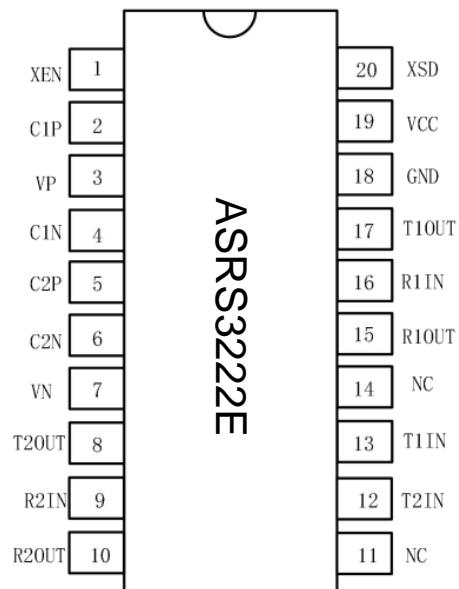 XEN 1 20 XSD
C1P 2 19 VCC
VP 3 18 GND
C1N 4 17 T1OUT
C2P 5 16 R1IN
C2N 6 15 R1OUT
VN 7 14 NC
T2OUT 8 13 T1IN
R2IN 9 12 T2IN
R2OUT 10 11 NC
ASRS3222E